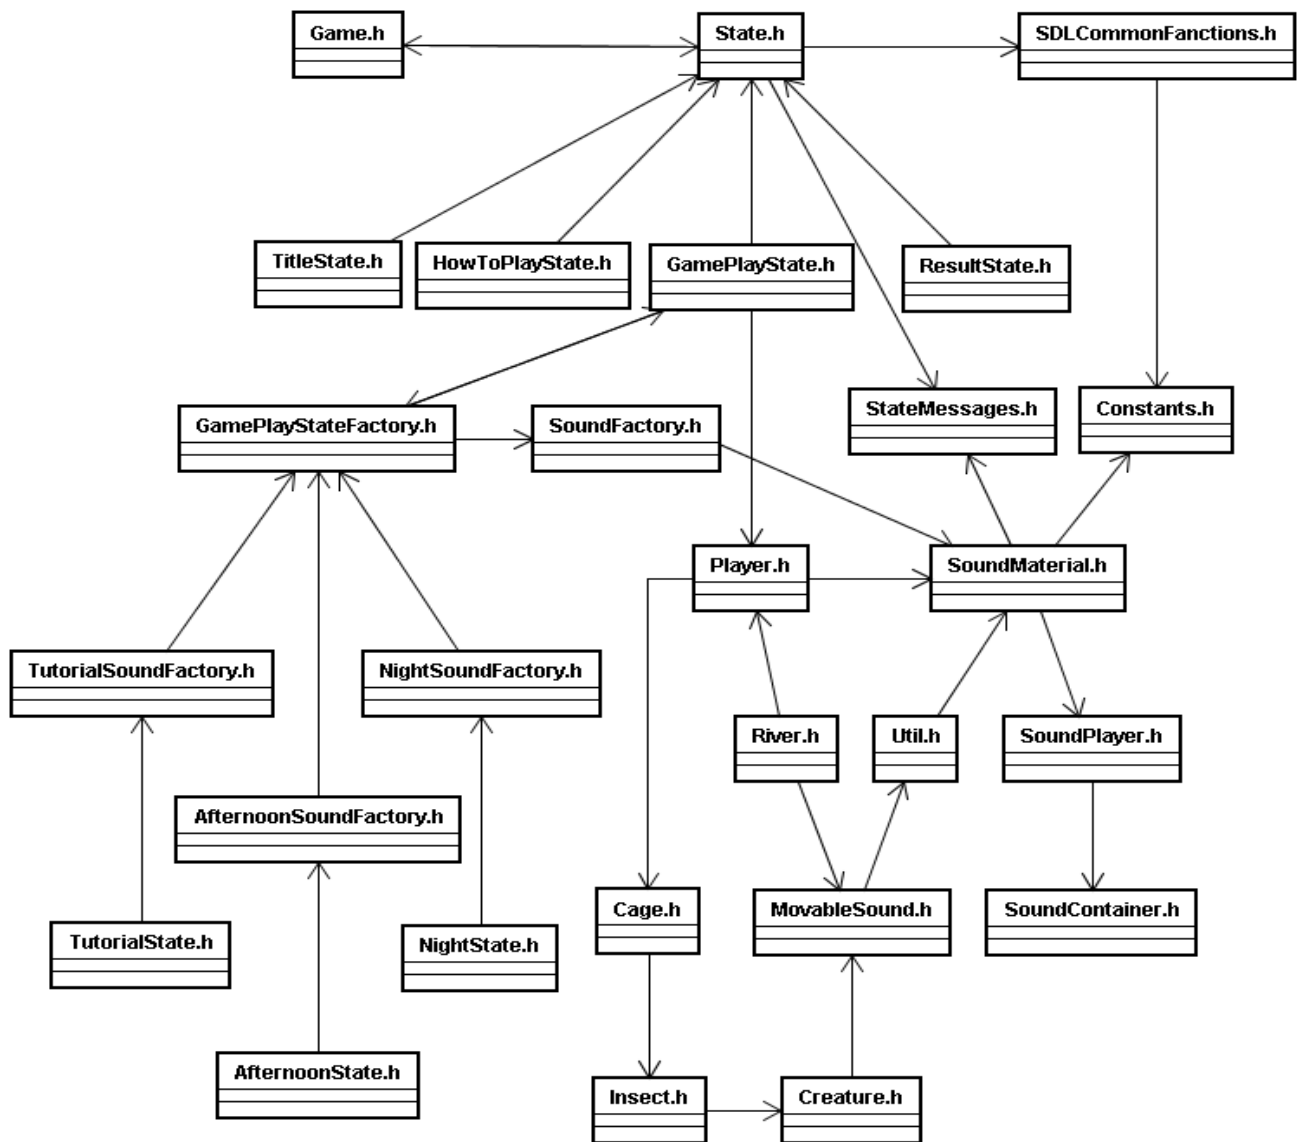 Game.h
State.h
SDLCommonFanctions.h
TitleState.h
HowToPlayState.h
GamePlayState.h
ResultState.h
StateMessages.h
Constants.h
GamePlayStateFactory.h
SoundFactory.h
Player.h
SoundMaterial.h
TutorialSoundFactory.h
NightSoundFactory.h
River.h
Util.h
SoundPlayer.h
AfternoonSoundFactory.h
Cage.h
MovableSound.h
SoundContainer.h
TutorialState.h
NightState.h
AfternoonState.h
Insect.h
Creature.h